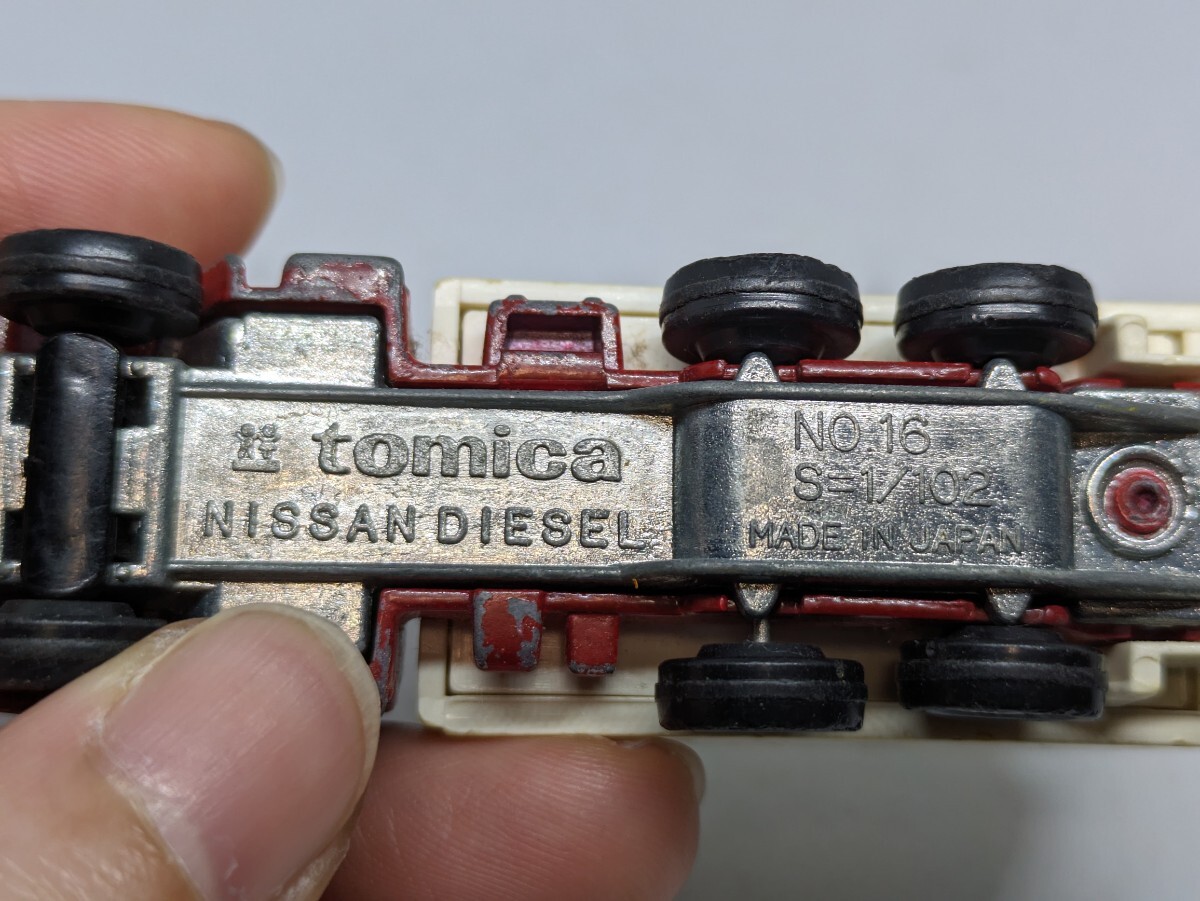 tomica
NISSAN DIESEL
NO.16
S=1/102
MADE IN JAPAN